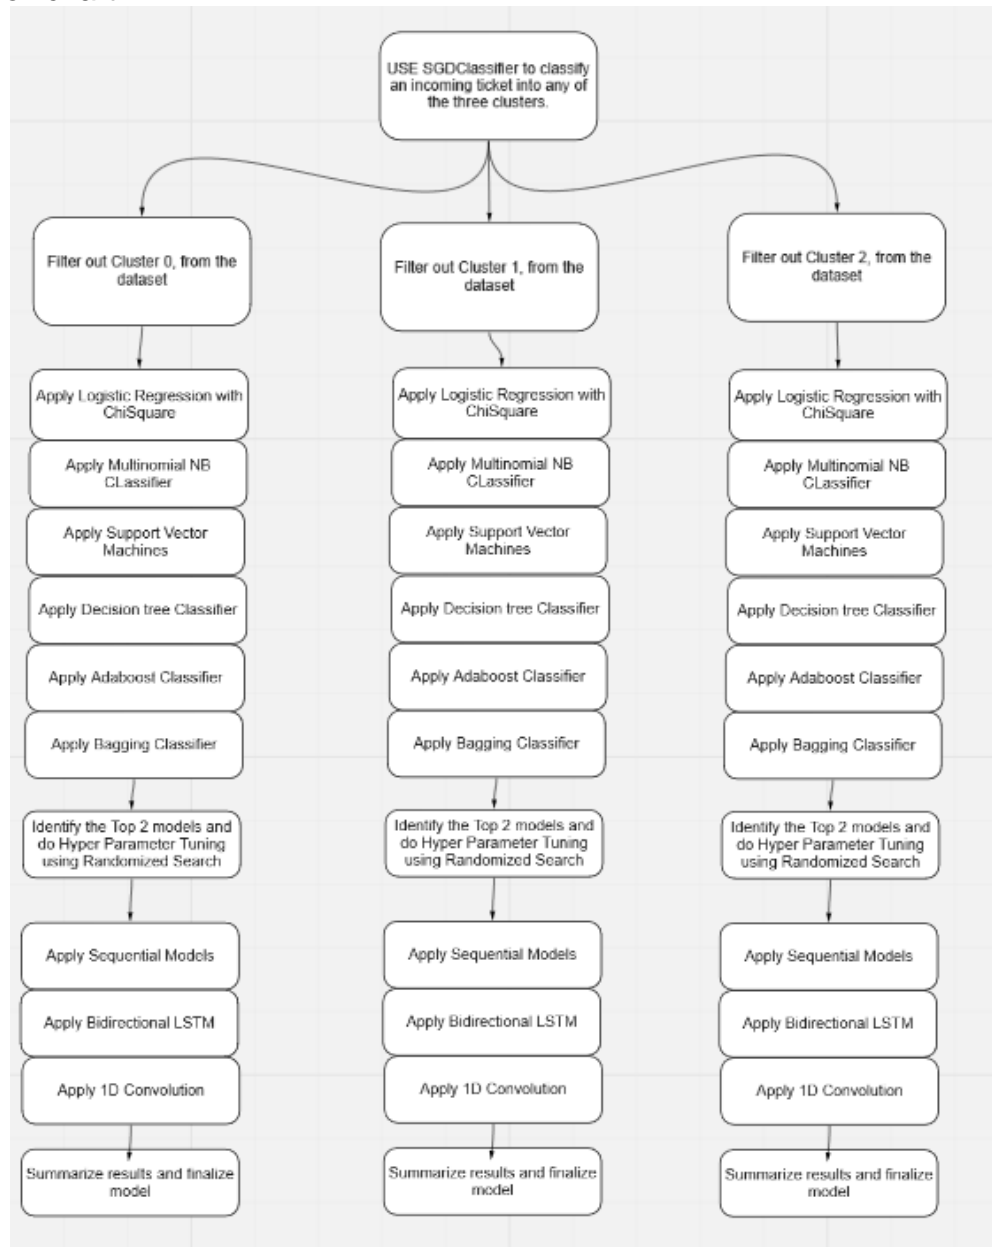 USE SGDClassifier to classify
an incoming ticket into any of
the three clusters.
Filter out Cluster 0, from the
dataset
Apply Logistic Regression with
ChiSquare
Apply Multinomial NB
CLassifier
Apply Support Vector
Machines
Apply Decision tree Classifier
Apply Adaboost Classifier
Apply Bagging Classifier
Identify the Top 2 models and
do Hyper Parameter Tuning
using Randomized Search
Apply Sequential Models
Apply Bidirectional LSTM
Apply 1D Convolution
Summarize results and finalize
model
Filter out Cluster 1, from the
dataset
Apply Logistic Regression with
ChiSquare
Apply Multinomial NB
CLassifier
Apply Support Vector
Machines
Apply Decision tree Classifier
Apply Adaboost Classifier
Apply Bagging Classifier
Identify the Top 2 models and
do Hyper Parameter Tuning
using Randomized Search
Apply Sequential Models
Apply Bidirectional LSTM
Apply 1D Convolution
Summarize results and finalize
model
Filter out Cluster 2, from the
dataset
Apply Logistic Regression with
ChiSquare
Apply Multinomial NB
CLassifier
Apply Support Vector
Machines
Apply Decision tree Classifier
Apply Adaboost Classifier
Apply Bagging Classifier
Identify the Top 2 models and
do Hyper Parameter Tuning
using Randomized Search
Apply Sequential Models
Apply Bidirectional LSTM
Apply 1D Convolution
Summarize results and finalize
model